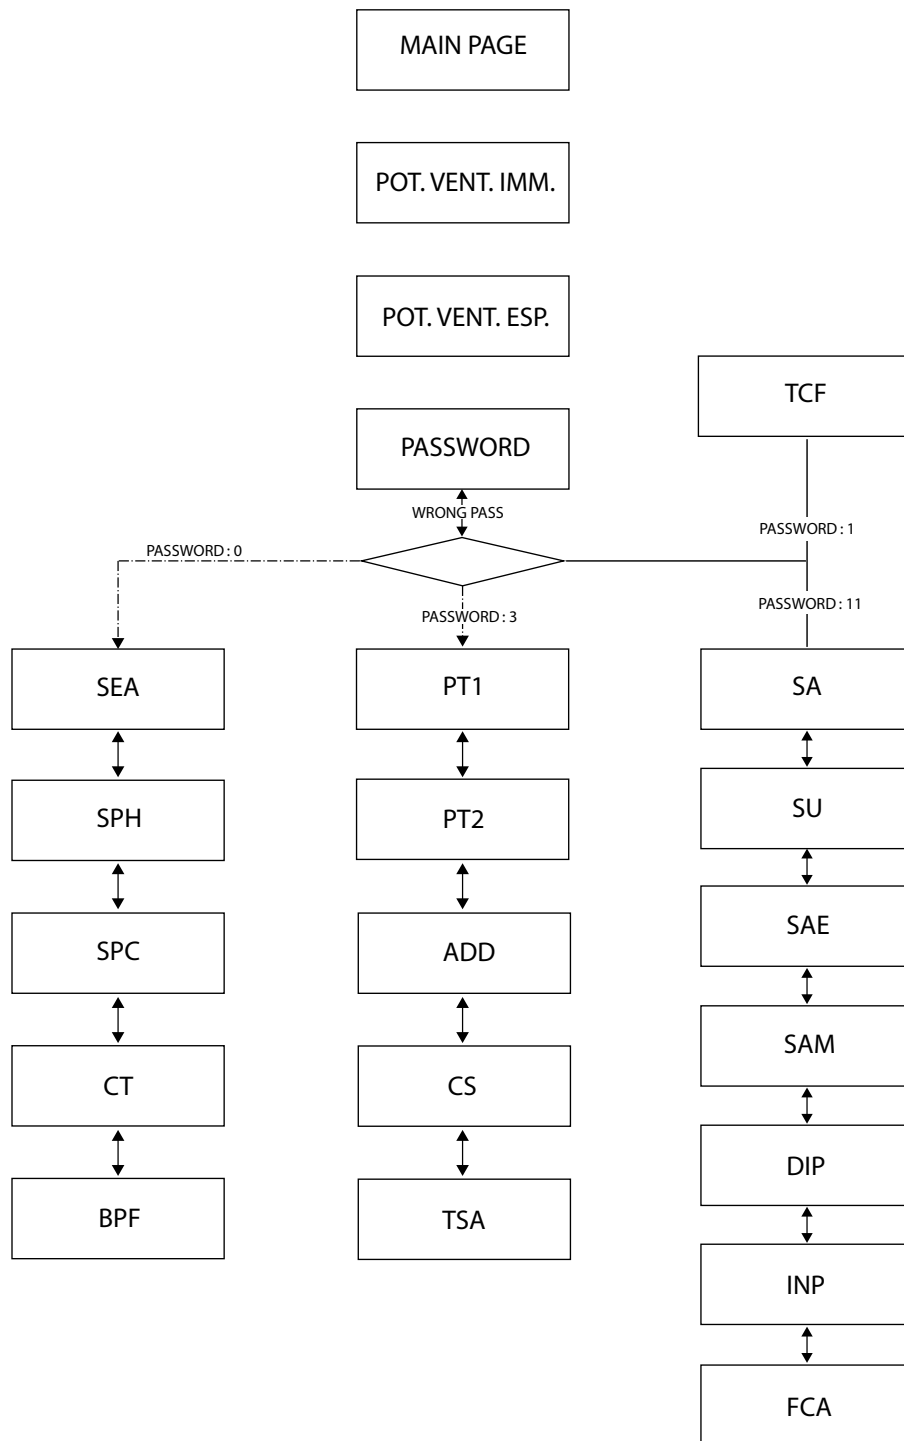 MAIN PAGE
POT. VENT. IMM.
POT. VENT. ESP.
TCF
PASSWORD
WRONG PASS
PASSWORD : 1
PASSWORD : 0
PASSWORD : 11
PASSWORD : 3
SEA
PT1
SA
SPH
PT2
SU
SPC
ADD
SAE
SAM
CT
CS
DIP
BPF
TSA
INP
FCA